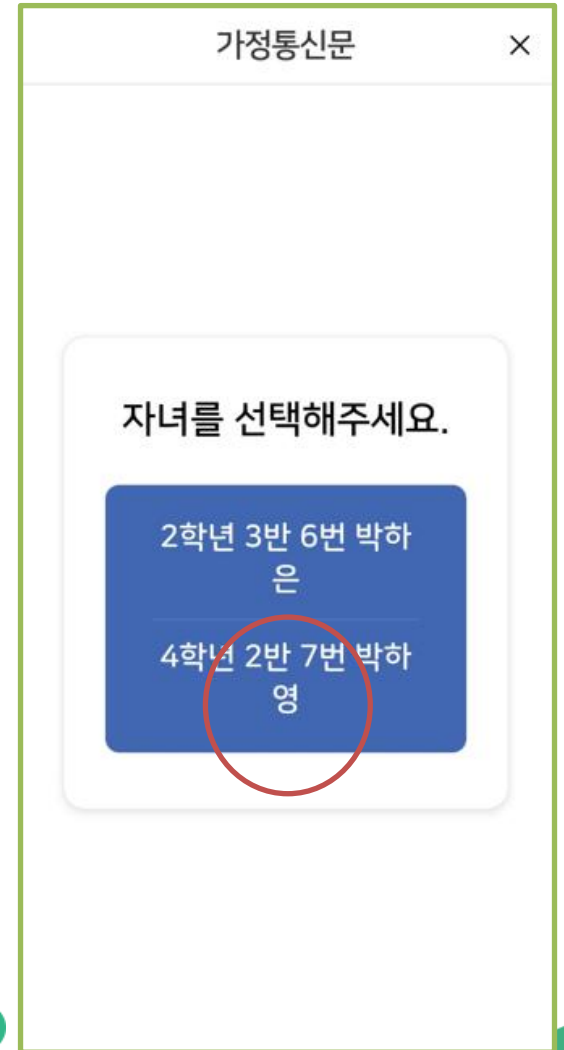 가정통신문
자녀를 선택해주세요.
2학년 3반 6번 박하
은
4학년 2반 7번 박하
영